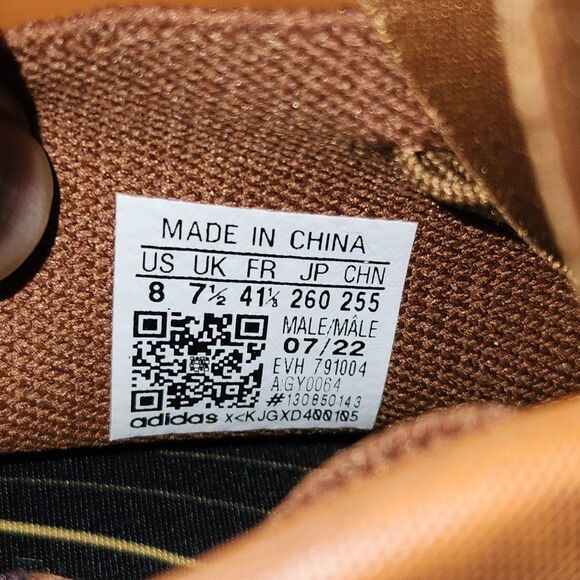 MADE IN CHINA
US UK FR JP CHN
8 7½ 41⅓ 260 255
MALE/MÂLE
07/22
EVH 791004
A:GY0064
#130850143
adidas x<KJGXD400105